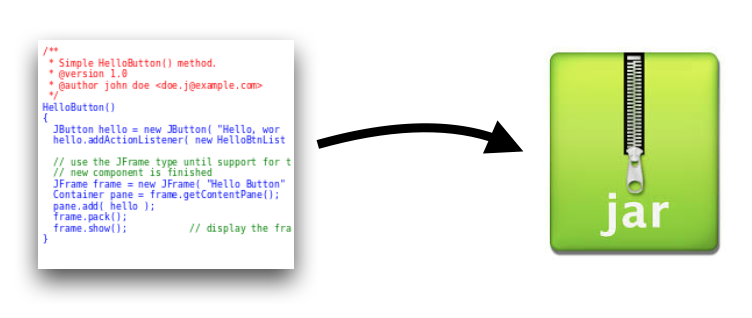 /**
 * Simple HelloButton() method.
 * @version 1.0
 * @author john doe <doe.j@example.com>
 */
HelloButton()
{
  JButton hello = new JButton( "Hello, wor
  hello.addActionListener( new HelloBtnList

  // use the JFrame type until support for t
  // new component is finished
  JFrame frame = new JFrame( "Hello Button"
  Container pane = frame.getContentPane();
  pane.add( hello );
  frame.pack();
  frame.show();           // display the fra
}
jar